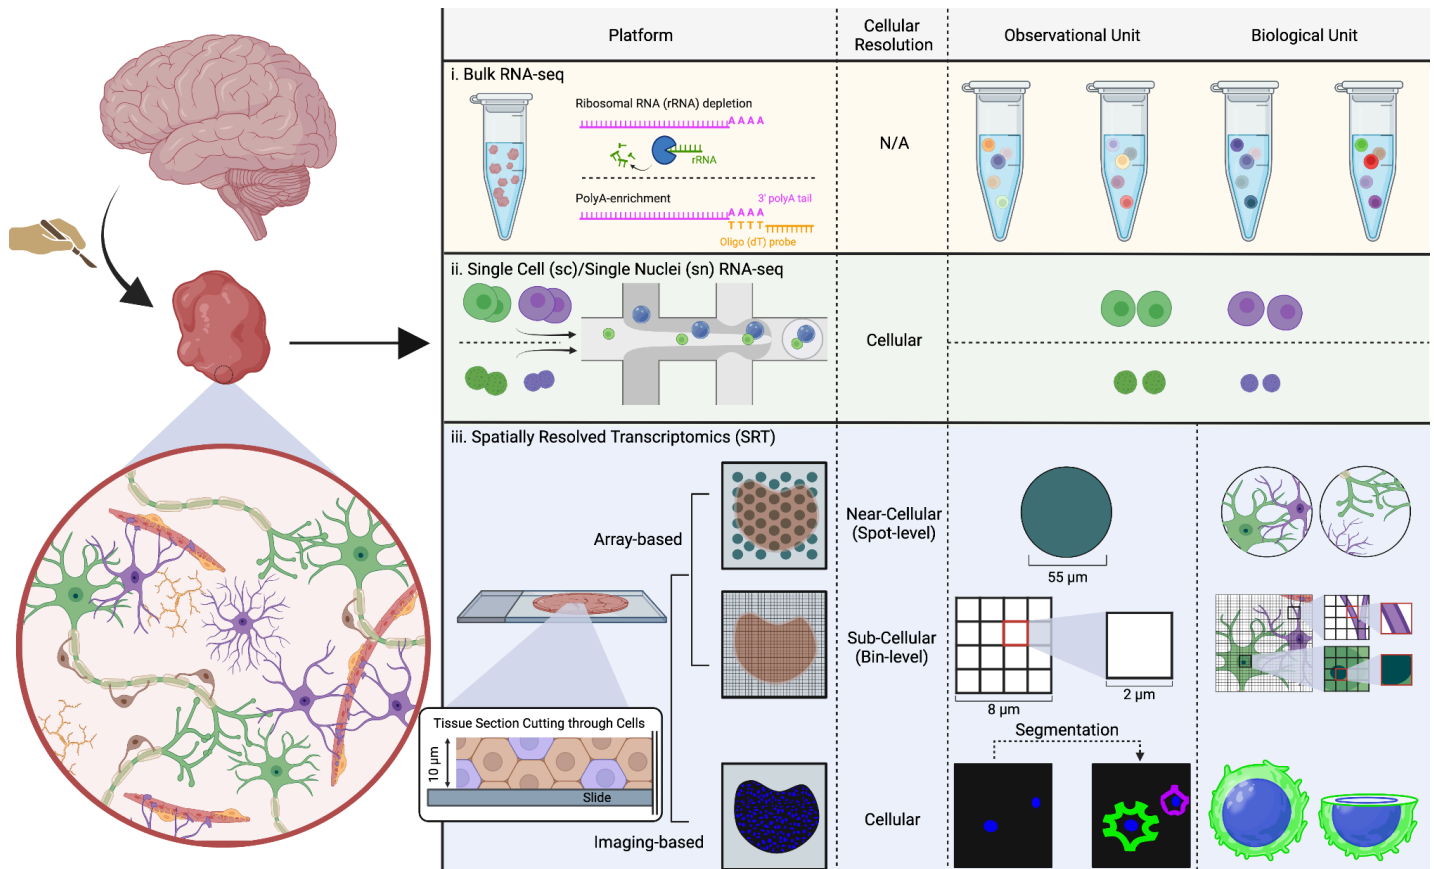 Platform
Cellular
Resolution
Observational Unit
Biological Unit
i. Bulk RNA-seq
Ribosomal RNA (rRNA) depletion
A A A A
rRNA
N/A
PolyA-enrichment
3' polyA tail
A A A A
T T T T
Oligo (dT) probe
ii. Single Cell (sc)/Single Nuclei (sn) RNA-seq
Cellular
iii. Spatially Resolved Transcriptomics (SRT)
Array-based
Near-Cellular
(Spot-level)
55 µm
Sub-Cellular
(Bin-level)
8 µm
2 µm
Tissue Section Cutting through Cells
10 µm
Slide
Imaging-based
Cellular
Segmentation